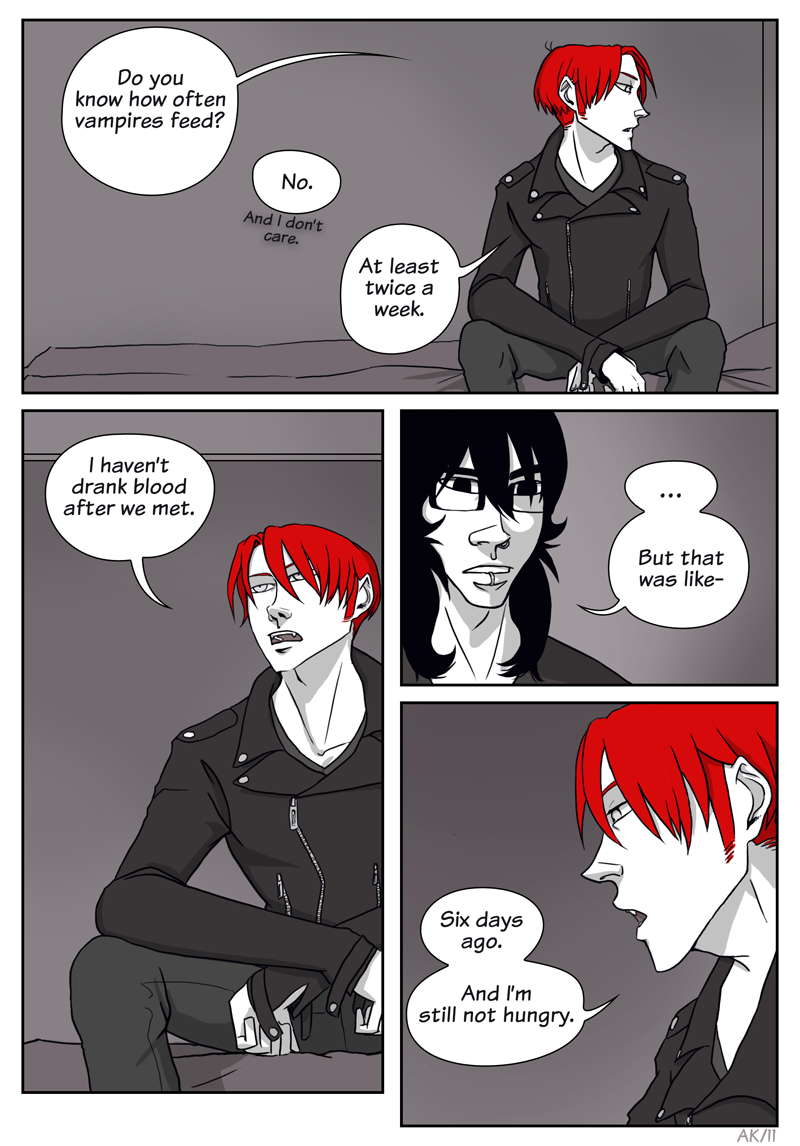 Do you
know how often
vampires feed?
No.
And I don't
care.
At least
twice a
week.
I haven't
drank blood
after we met.
...
But that
was like-
Six days
ago.
And I'm
still not hungry.
AK/11